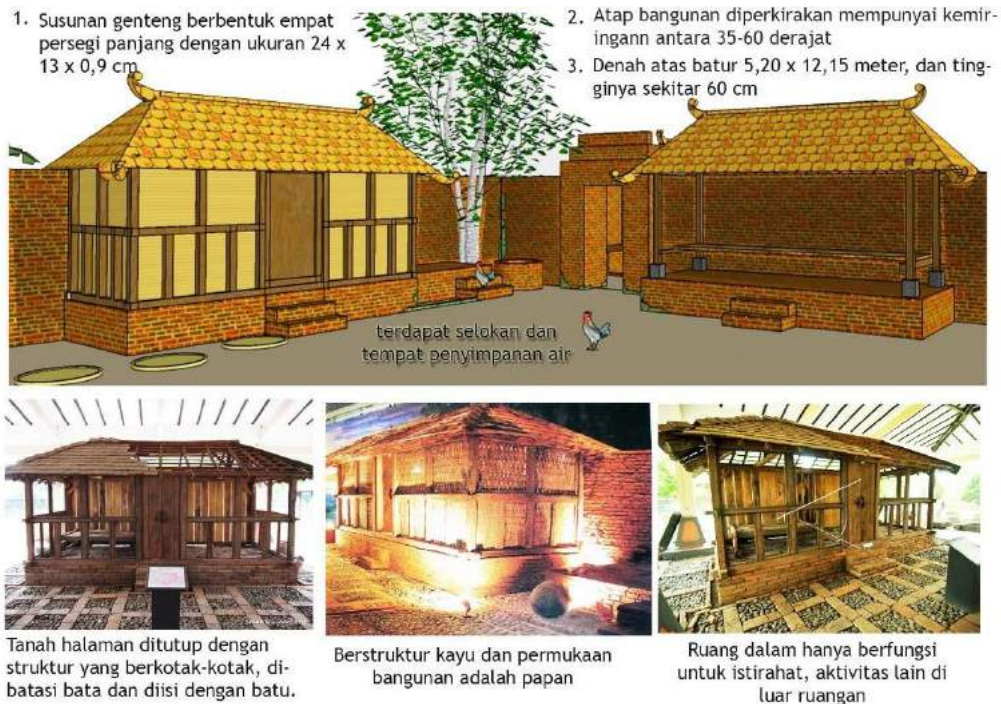 1. Susunan genteng berbentuk empat
persegi panjang dengan ukuran 24 x
13 x 0,9 cm
2. Atap bangunan diperkirakan mempunyai kemir-
ingann antara 35-60 derajat
3. Denah atas batur 5,20 x 12,15 meter, dan ting-
ginya sekitar 60 cm
terdapat selokan dan
tempat penyimpanan air
Tanah halaman ditutup dengan
struktur yang berkotak-kotak, di-
batasi bata dan diisi dengan batu.
Berstruktur kayu dan permukaan
bangunan adalah papan
Ruang dalam hanya berfungsi
untuk istirahat, aktivitas lain di
luar ruangan